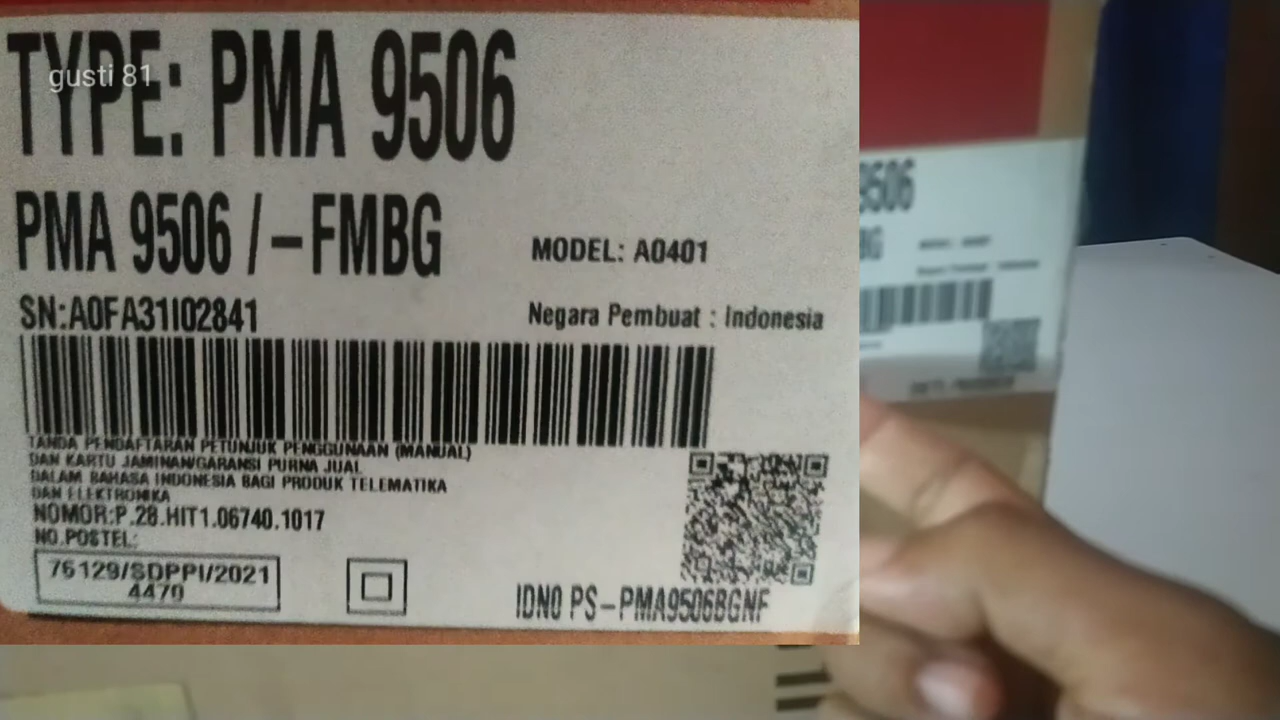 TYPE: PMA 9506
gusti 81
PMA 9506 / -FMBG
MODEL: A0401
SN:A0FA31I02841
Negara Pembuat : Indonesia
TANDA PENDAFTARAN PETUNJUK PENGGUNAAN (MANUAL)
DAN KARTU JAMINAN/GARANSI PURNA JUAL
DALAM BAHASA INDONESIA BAGI PRODUK TELEMATIKA
DAN ELEKTRONIKA
NOMOR:P.28.HIT1.06740.1017
NO.POSTEL:
76129/SDPPI/2021
4470
IDNO PS-PMA9506BGNF
9506
BG